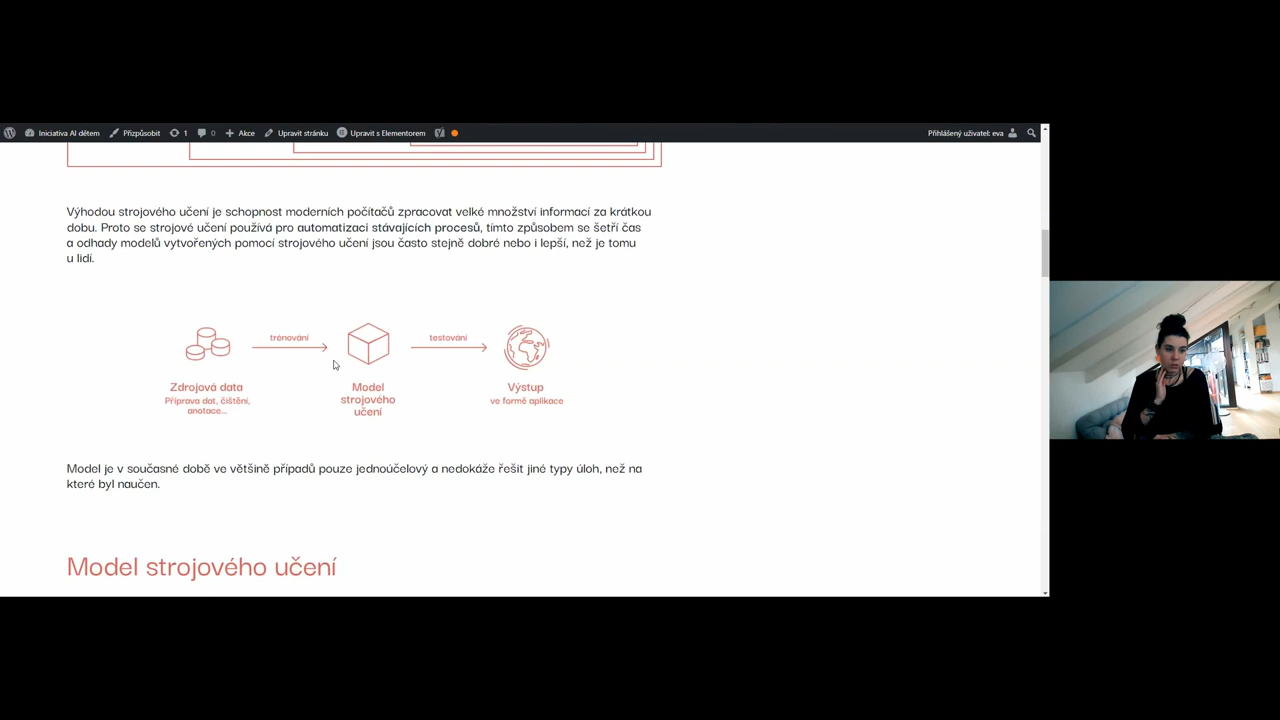 Iniciativa AI dětem Přizpůsobit 1 0 Akce Upravit stránku Upravit s Elementorem Přihlášený uživatel: eva
Výhodou strojového učení je schopnost moderních počítačů zpracovat velké množství informací za krátkou
dobu. Proto se strojové učení používá pro automatizaci stávajících procesů, tímto způsobem se šetří čas
a odhady modelů vytvořených pomocí strojového učení jsou často stejně dobré nebo i lepší, než je tomu
u lidí.
trénování
testování
Zdrojová data
Příprava dat, čištění,
anotace...
Model
strojového
učení
Výstup
ve formě aplikace
Model je v současné době ve většině případů pouze jednoúčelový a nedokáže řešit jiné typy úloh, než na
které byl naučen.
Model strojového učení